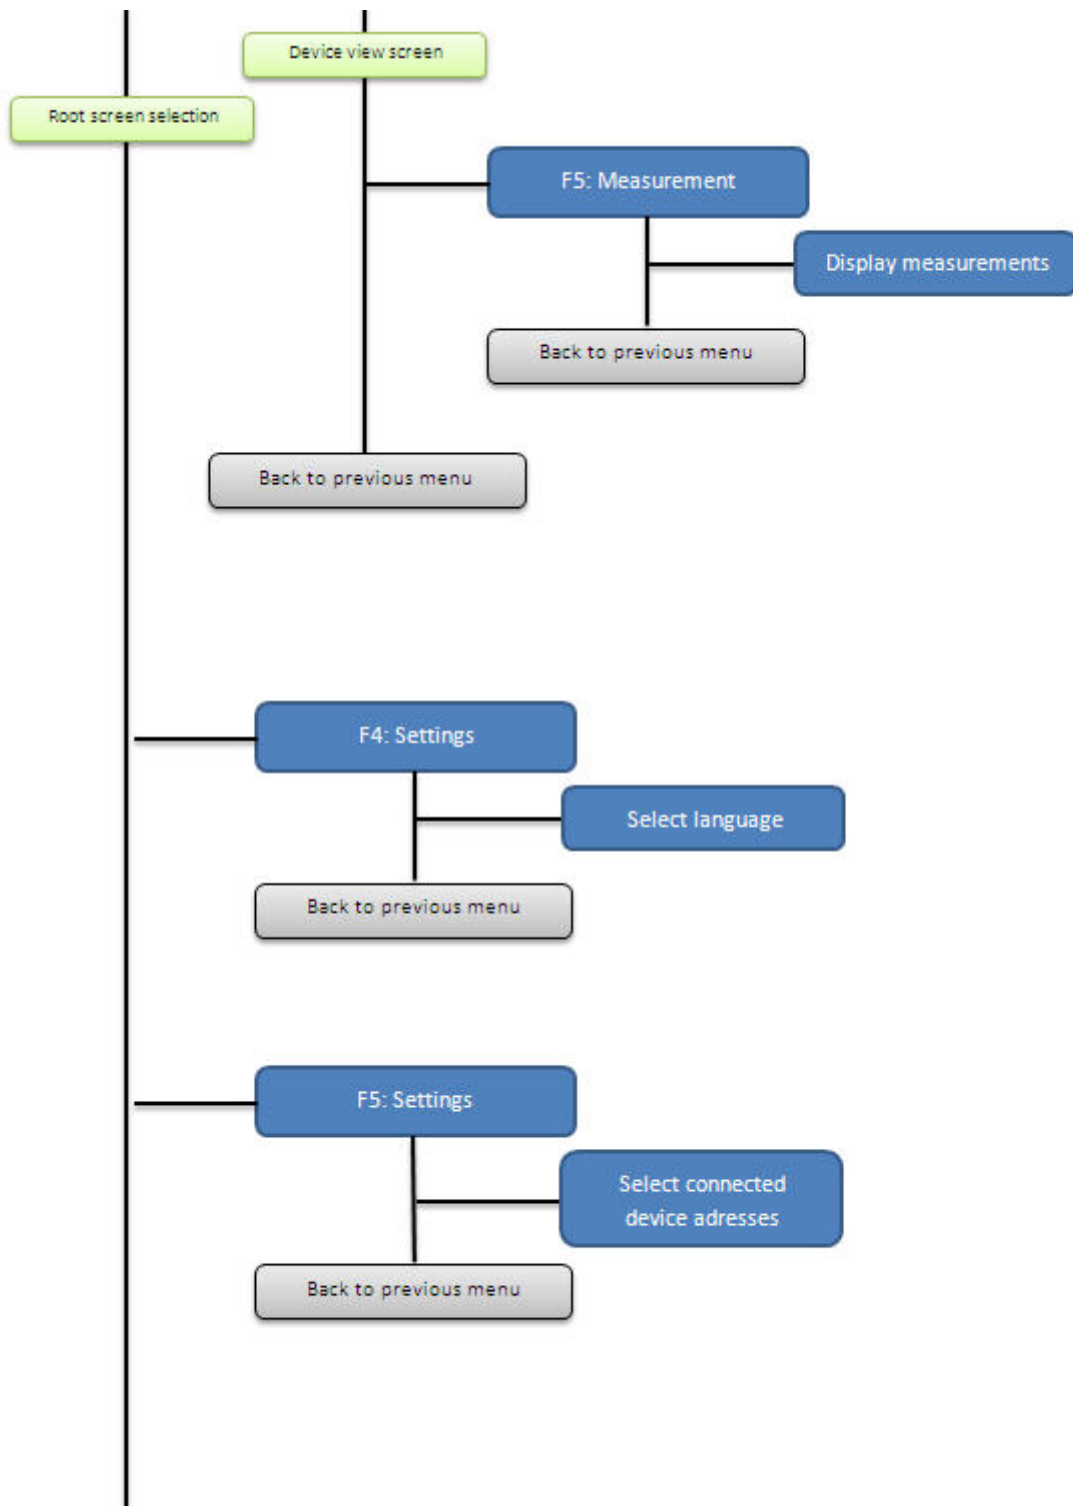 Device view screen
Root screen selection
F5: Measurement
Display measurements
Back to previous menu
Back to previous menu
F4: Settings
Select language
Back to previous menu
F5: Settings
Select connected
device adresses
Back to previous menu